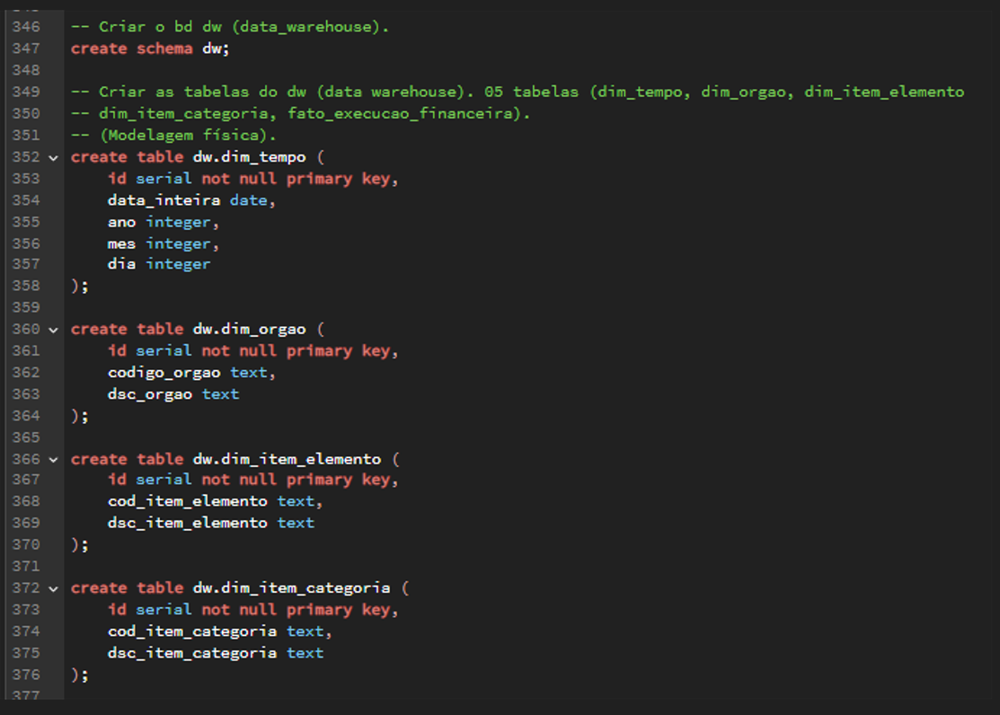 346 -- Criar o bd dw (data_warehouse).
347 create schema dw;
348
349 -- Criar as tabelas do dw (data warehouse). 05 tabelas (dim_tempo, dim_orgao, dim_item_elemento
350 -- dim_item_categoria, fato_execucao_financeira).
351 -- (Modelagem física).
352 create table dw.dim_tempo (
353 id serial not null primary key,
354 data_inteira date,
355 ano integer,
356 mes integer,
357 dia integer
358 );
359
360 create table dw.dim_orgao (
361 id serial not null primary key,
362 codigo_orgao text,
363 dsc_orgao text
364 );
365
366 create table dw.dim_item_elemento (
367 id serial not null primary key,
368 cod_item_elemento text,
369 dsc_item_elemento text
370 );
371
372 create table dw.dim_item_categoria (
373 id serial not null primary key,
374 cod_item_categoria text,
375 dsc_item_categoria text
376 );
377